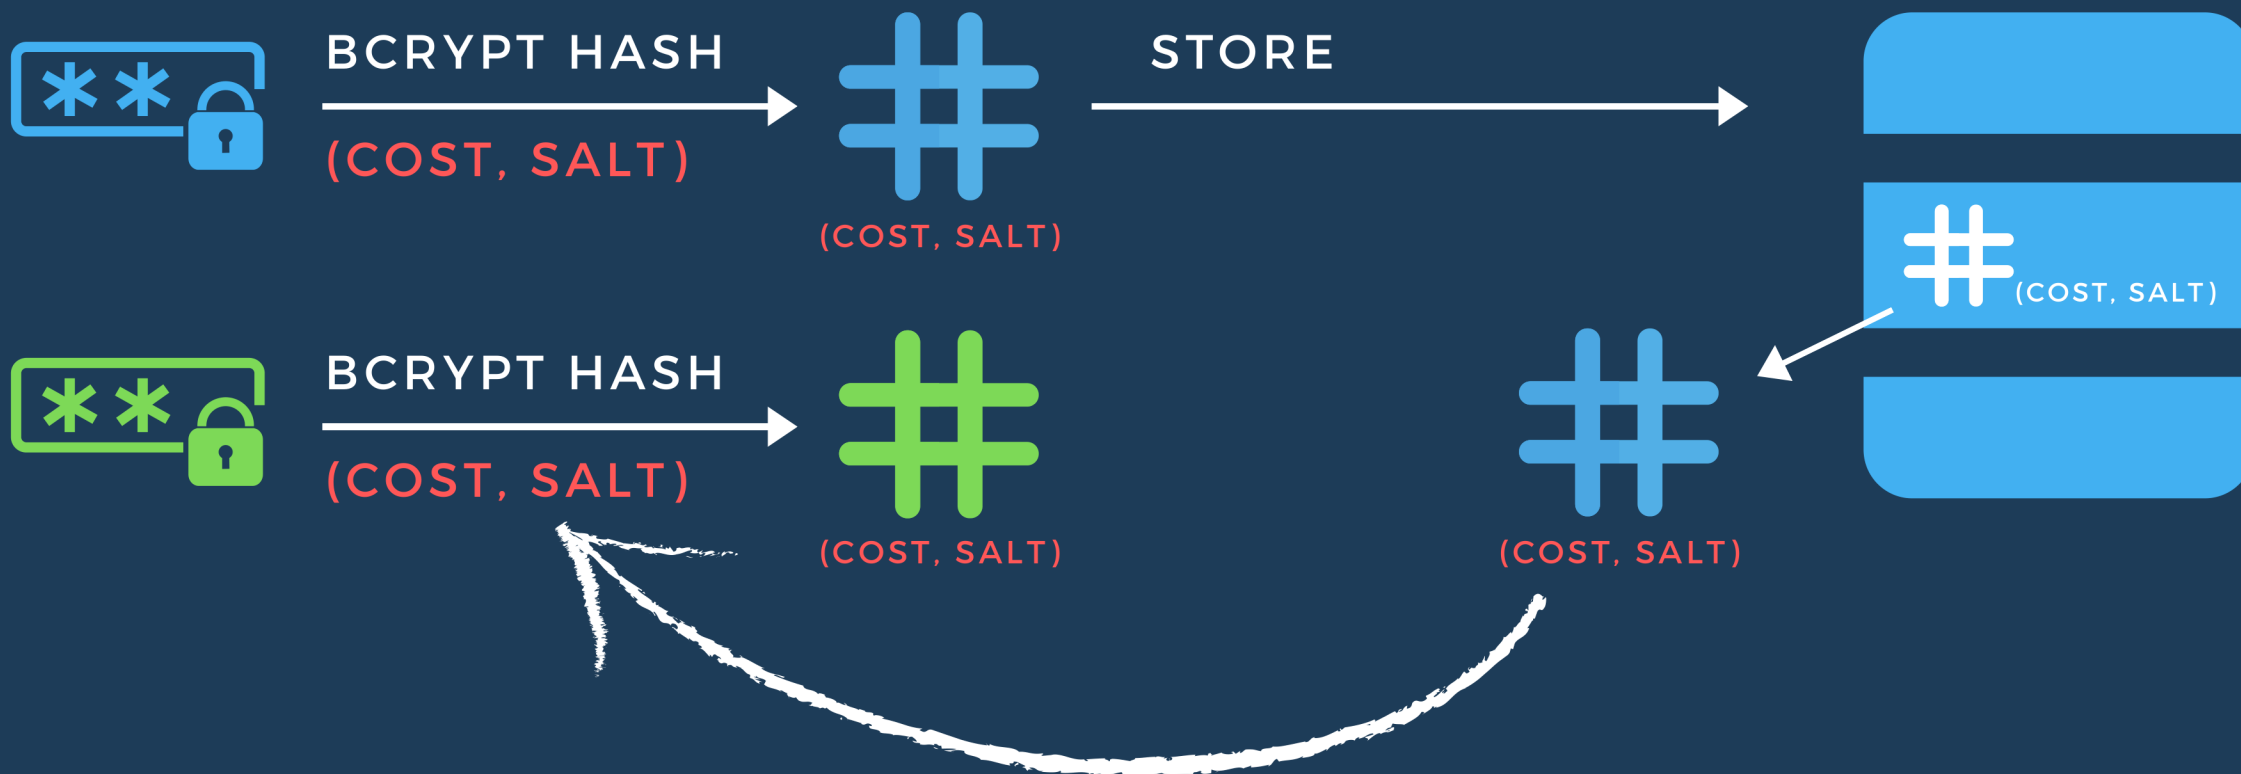 BCRYPT HASH
STORE
(COST, SALT)
(COST, SALT)
(COST, SALT)
BCRYPT HASH
(COST, SALT)
(COST, SALT)
(COST, SALT)